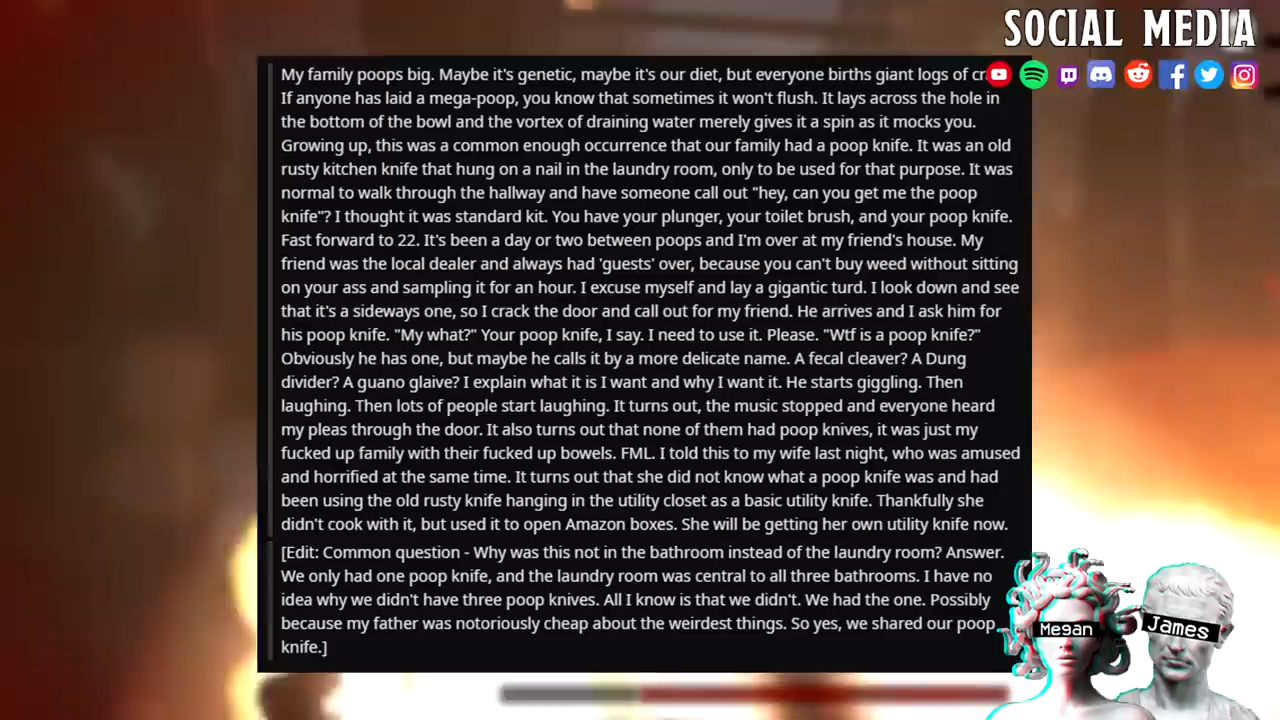 SOCIAL MEDIA
My family poops big. Maybe it's genetic, maybe it's our diet, but everyone births giant logs of
If anyone has laid a mega-poop, you know that sometimes it won't flush. It lays across the hole in
the bottom of the bowl and the vortex of draining water merely gives it a spin as it mocks you.
Growing up, this was a common enough occurrence that our family had a poop knife. It was an old
rusty kitchen knife that hung on a nail in the laundry room, only to be used for that purpose. It was
normal to walk through the hallway and have someone call out "hey, can you get me the poop
knife"? I thought it was standard kit. You have your plunger, your toilet brush, and your poop knife.
Fast forward to 22. It's been a day or two between poops and I'm over at my friend's house. My
friend was the local dealer and always had 'guests' over, because you can't buy weed without sitting
on your ass and sampling it for an hour. I excuse myself and lay a gigantic turd. I look down and see
that it's a sideways one, so I crack the door and call out for my friend. He arrives and I ask him for
his poop knife. "My what?" Your poop knife, I say. I need to use it. Please. "Wtf is a poop knife?"
Obviously he has one, but maybe he calls it by a more delicate name. A fecal cleaver? A Dung
divider? A guano glaive? I explain what it is I want and why I want it. He starts giggling. Then
laughing. Then lots of people start laughing. It turns out, the music stopped and everyone heard
my pleas through the door. It also turns out that none of them had poop knives, it was just my
fucked up family with their fucked up bowels. FML. I told this to my wife last night, who was amused
and horrified at the same time. It turns out that she did not know what a poop knife was and had
been using the old rusty knife hanging in the utility closet as a basic utility knife. Thankfully she
didn't cook with it, but used it to open Amazon boxes. She will be getting her own utility knife now.
[Edit: Common question - Why was this not in the bathroom instead of the laundry room? Answer.
We only had one poop knife, and the laundry room was central to all three bathrooms. I have no
idea why we didn't have three poop knives. All I know is that we didn't. We had the one. Possibly
because my father was notoriously cheap about the weirdest things. So yes, we shared our poop
knife.]
Megan
James